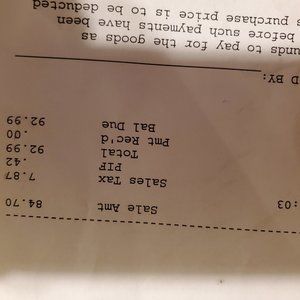 :03 Sale Amt 84.70
Sales Tax 7.87
PIF .42
Total 92.99
Pmt Rec'd .00
Bal Due 92.99
D BY:
unds to pay for the goods as
before such payments have been
purchase price is to be deducted